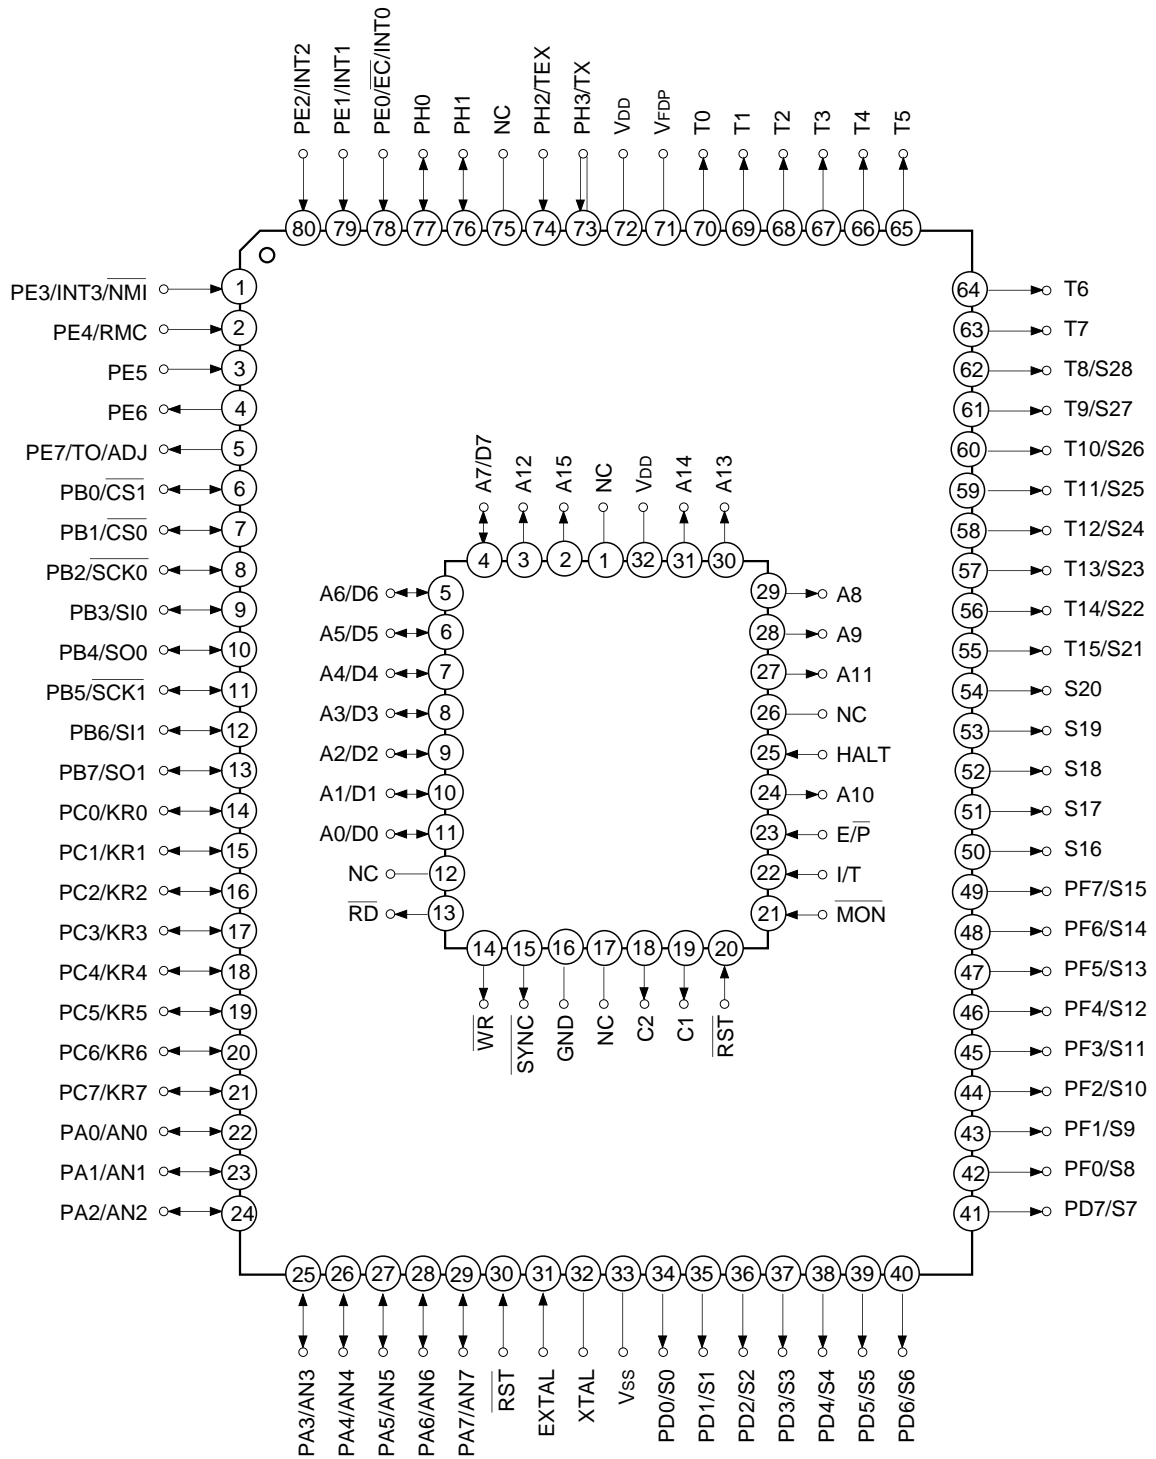 PE2/INT2
PE1/INT1
PE0/E̅C̅/INT0
PH0
PH1
NC
PH2/TEX
PH3/TX
VDD
VFDP
T0
T1
T2
T3
T4
T5
80 79 78 77 76 75 74 73 72 71 70 69 68 67 66 65
PE3/INT3/N̅M̅I̅ 1
PE4/RMC 2
PE5 3
PE6 4
PE7/TO/ADJ 5
PB0/C̅S̅1̅ 6
PB1/C̅S̅0̅ 7
PB2/S̅C̅K̅0̅ 8
PB3/SI0 9
PB4/SO0 10
PB5/S̅C̅K̅1̅ 11
PB6/SI1 12
PB7/SO1 13
PC0/KR0 14
PC1/KR1 15
PC2/KR2 16
PC3/KR3 17
PC4/KR4 18
PC5/KR5 19
PC6/KR6 20
PC7/KR7 21
PA0/AN0 22
PA1/AN1 23
PA2/AN2 24
A7/D7
A12
A15
NC
VDD
A14
A13
4 3 2 1 32 31 30
A6/D6 5
A5/D5 6
A4/D4 7
A3/D3 8
A2/D2 9
A1/D1 10
A0/D0 11
NC 12
R̅D̅ 13
29 A8
28 A9
27 A11
26 NC
25 HALT
24 A10
23 E/P̅
22 I/T
21 M̅O̅N̅
14 15 16 17 18 19 20
W̅R̅
S̅Y̅N̅C̅
GND
NC
C2
C1
R̅S̅T̅
64 T6
63 T7
62 T8/S28
61 T9/S27
60 T10/S26
59 T11/S25
58 T12/S24
57 T13/S23
56 T14/S22
55 T15/S21
54 S20
53 S19
52 S18
51 S17
50 S16
49 PF7/S15
48 PF6/S14
47 PF5/S13
46 PF4/S12
45 PF3/S11
44 PF2/S10
43 PF1/S9
42 PF0/S8
41 PD7/S7
25 26 27 28 29 30 31 32 33 34 35 36 37 38 39 40
PA3/AN3
PA4/AN4
PA5/AN5
PA6/AN6
PA7/AN7
R̅S̅T̅
EXTAL
XTAL
Vss
PD0/S0
PD1/S1
PD2/S2
PD3/S3
PD4/S4
PD5/S5
PD6/S6